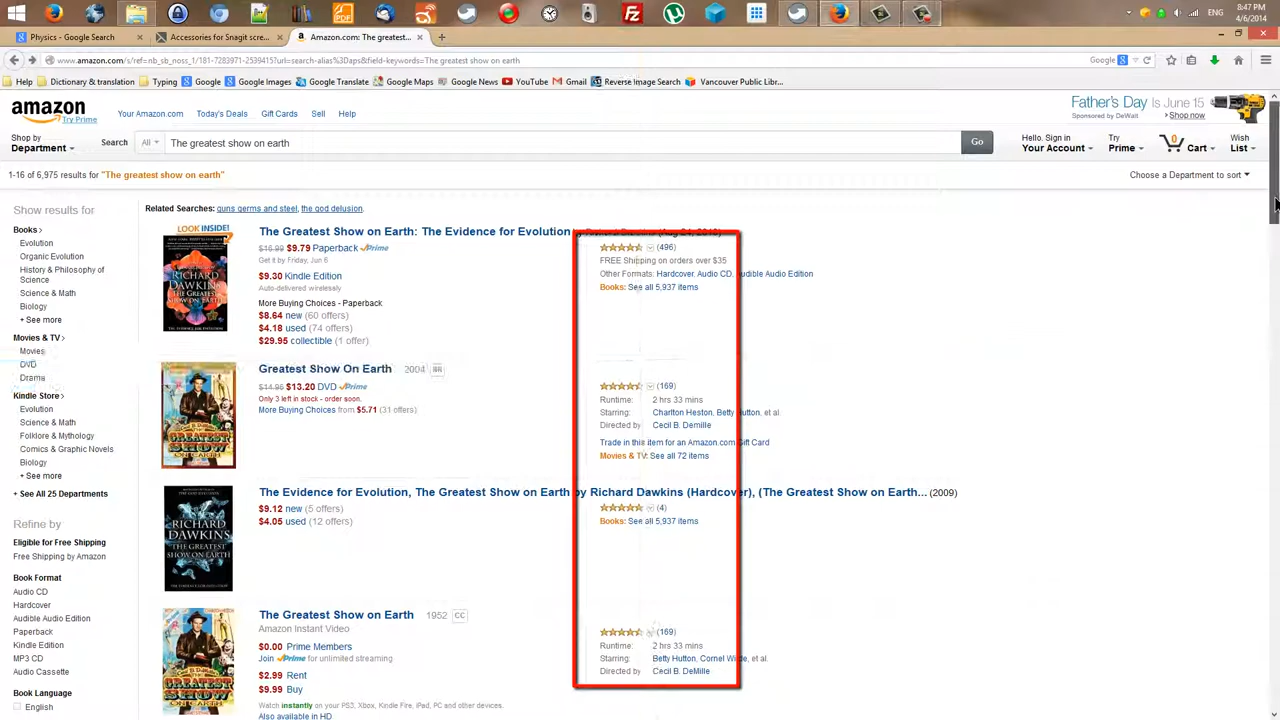 8:47 PM
ENG
4/6/2014
Physics - Google Search
Accessories for Snagit scre...
Amazon.com: The greatest...
www.amazon.com/s/ref=nb_sb_noss_1/181-7283971-2539415?url=search-alias%3Daps&field-keywords=The greatest show on earth
Google
Help Dictionary & translation Typing Google Google Images Google Translate Google Maps Google News YouTube Gmail Reverse Image Search Vancouver Public Libr...
amazon
Try Prime
Your Amazon.com Today's Deals Gift Cards Sell Help
Father's Day Is June 15
Sponsored by DeWalt Shop now
Shop by
Department
Search All The greatest show on earth Go
Hello. Sign in
Your Account
Try
Prime
0
Cart
Wish
List
1-16 of 6,975 results for "The greatest show on earth"
Choose a Department to sort
Show results for
Books
Evolution
Organic Evolution
History & Philosophy of
Science
Science & Math
Biology
+ See more
Movies & TV
Movies
DVD
Drama
Kindle Store
Evolution
Science & Math
Folklore & Mythology
Comics & Graphic Novels
Biology
+ See more
+ See All 25 Departments
Refine by
Eligible for Free Shipping
Free Shipping by Amazon
Book Format
Audio CD
Hardcover
Audible Audio Edition
Paperback
Kindle Edition
MP3 CD
Audio Cassette
Book Language
English
Related Searches: guns germs and steel, the god delusion.
LOOK INSIDE!
RICHARD DAWKINS
THE GREATEST SHOW ON EARTH
The Greatest Show on Earth: The Evidence for Evolution
$16.99 $9.79 Paperback Prime
Get it by Friday, Jun 6
$9.30 Kindle Edition
Auto-delivered wirelessly
More Buying Choices - Paperback
$8.64 new (60 offers)
$4.18 used (74 offers)
$29.95 collectible (1 offer)
(496)
FREE Shipping on orders over $35
Other Formats: Hardcover, Audio CD, Audible Audio Edition
Books: See all 5,937 items
Greatest Show On Earth 2004
$14.95 $13.20 DVD Prime
Only 3 left in stock - order soon.
More Buying Choices from $5.71 (31 offers)
(169)
Runtime: 2 hrs 33 mins
Starring: Charlton Heston, Betty Hutton, et al.
Directed by Cecil B. Demille
Trade in this item for an Amazon.com Gift Card
Movies & TV: See all 72 items
RICHARD
DAWKINS
THE GREATEST
SHOW ON EARTH
The Evidence for Evolution, The Greatest Show on Earth by Richard Dawkins (Hardcover), (The Greatest Show on Earth... (2009)
$9.12 new (5 offers)
$4.05 used (12 offers)
(4)
Books: See all 5,937 items
The Greatest Show on Earth 1952 CC
Amazon Instant Video
$0.00 Prime Members
Join Prime for unlimited streaming
$2.99 Rent
$9.99 Buy
Watch instantly on your PS3, Xbox, Kindle Fire, iPad, PC and other devices.
Also available in HD
(169)
Runtime: 2 hrs 33 mins
Starring: Betty Hutton, Cornel Wilde, et al.
Directed by Cecil B. DeMille